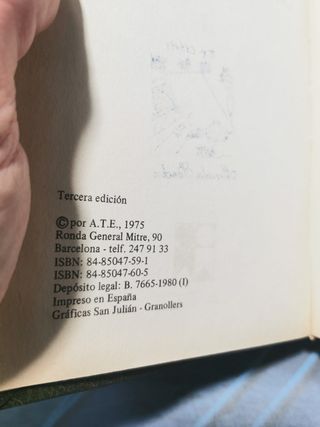 Tercera edición
© por A.T.E., 1975
Ronda General Mitre, 90
Barcelona - telf. 247 91 33
ISBN: 84-85047-59-1
ISBN: 84-85047-60-5
Depósito legal: B. 7665-1980 (I)
Impreso en España
Gráficas San Julián - Granollers